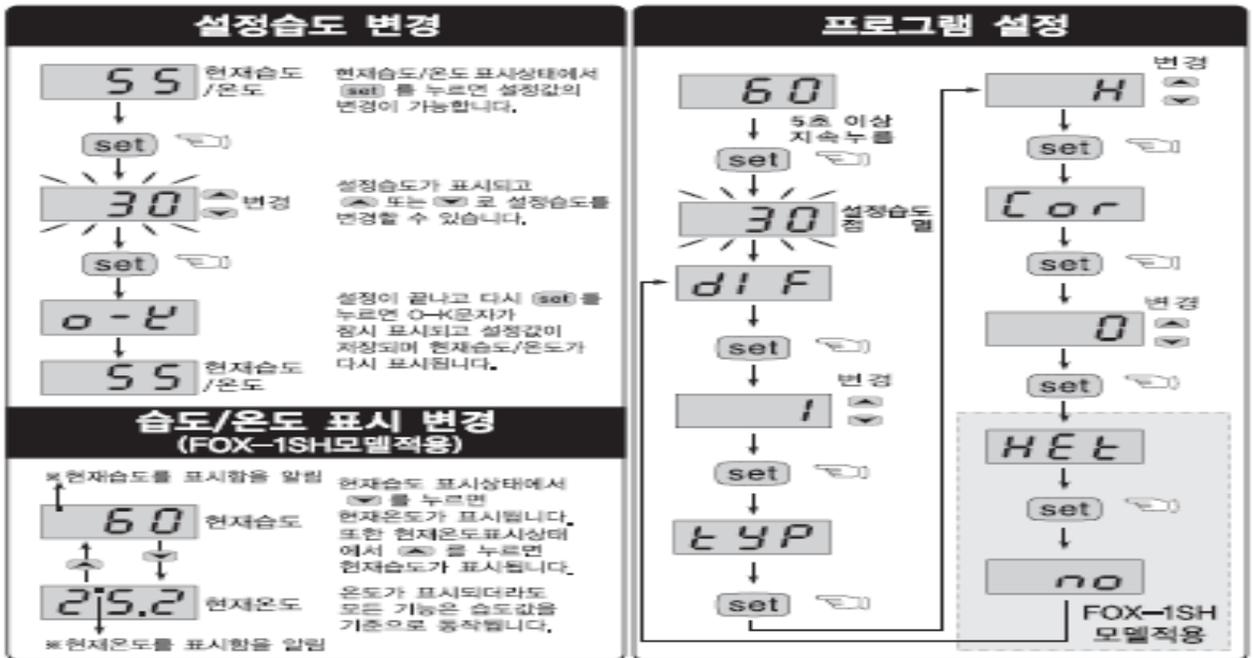 설정습도 변경
55
현재습도
/온도
현재습도/온도 표시상태에서
set 를 누르면 설정값의
변경이 가능합니다.
set
30
변경
설정습도가 표시되고
또는 로 설정습도를
변경할 수 있습니다.
set
o-K
설정이 끝나고 다시 set 를
누르면 O-K문자가
잠시 표시되고 설정값이
저장되며 현재습도/온도가
다시 표시됩니다.
55
현재습도
/온도
습도/온도 표시 변경
(FOX-1SH모델적용)
※현재습도를 표시함을 알림
60
현재습도
현재습도 표시상태에서
를 누르면
현재온도가 표시됩니다.
또한 현재온도표시상태
에서 를 누르면
현재습도가 표시됩니다.
25.2
현재온도
온도가 표시되더라도
모든 기능은 습도값을
기준으로 동작됩니다.
※현재온도를 표시함을 알림
프로그램 설정
60
5초 이상
지속누름
set
30
설정습도
점 멸
dIF
set
1
변경
set
tYP
set
H
변경
set
Cor
set
0
변경
set
HEt
set
no
FOX-1SH
모델적용